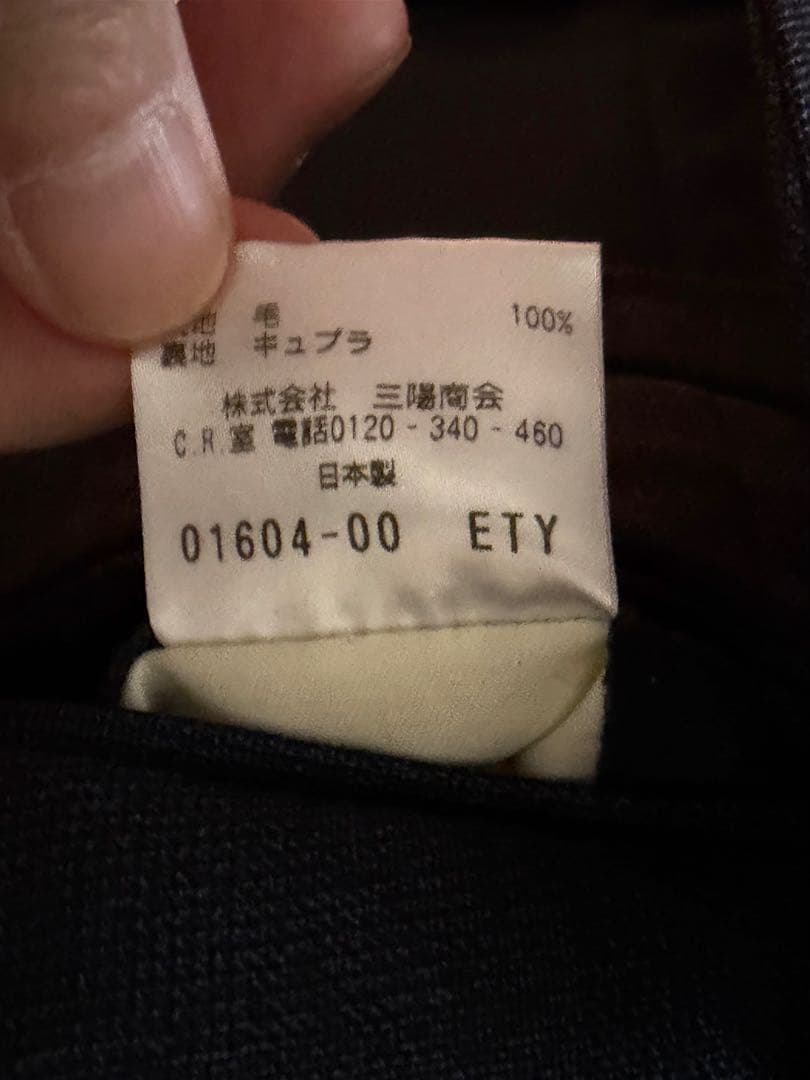 表地 毛 100%
裏地 キュプラ
株式会社 三陽商会
C.R.室 電話0120-340-460
日本製
01604-00 ETY